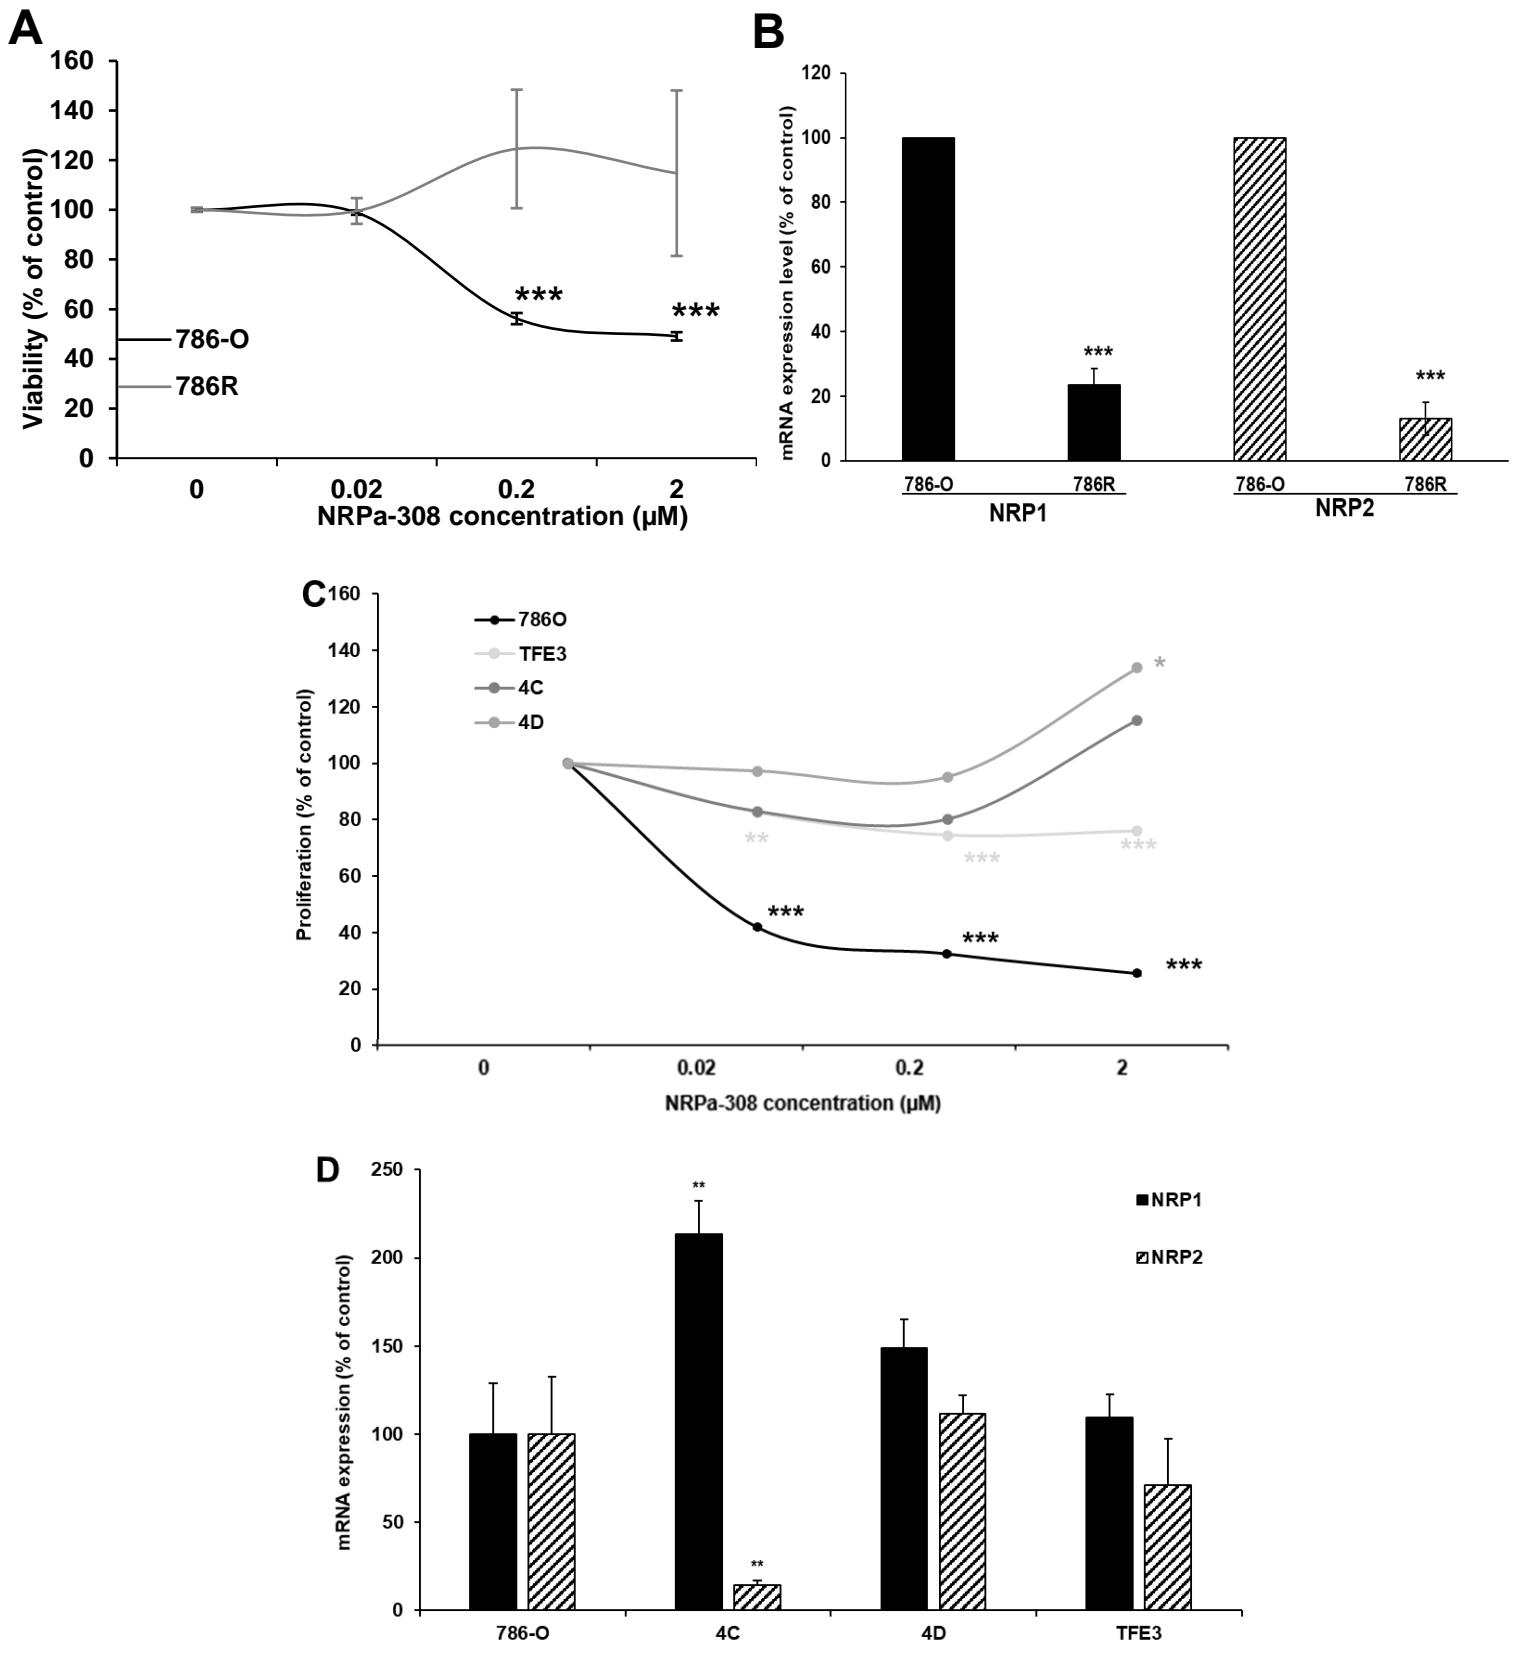 A
160
140
120
100
80
60
40
20
0
Viability (% of control)
***
***
786-O
786R
0 0.02 0.2 2
NRPa-308 concentration (µM)
B
120
100
80
60
40
20
0
mRNA expression level (% of control)
***
***
786-O 786R 786-O 786R
NRP1 NRP2
C
160
140
120
100
80
60
40
20
0
Proliferation (% of control)
786O
TFE3
4C
4D
*
**
***
***
***
***
***
0 0.02 0.2 2
NRPa-308 concentration (µM)
D
250
200
150
100
50
0
mRNA expression (% of control)
**
**
NRP1
NRP2
786-O 4C 4D TFE3